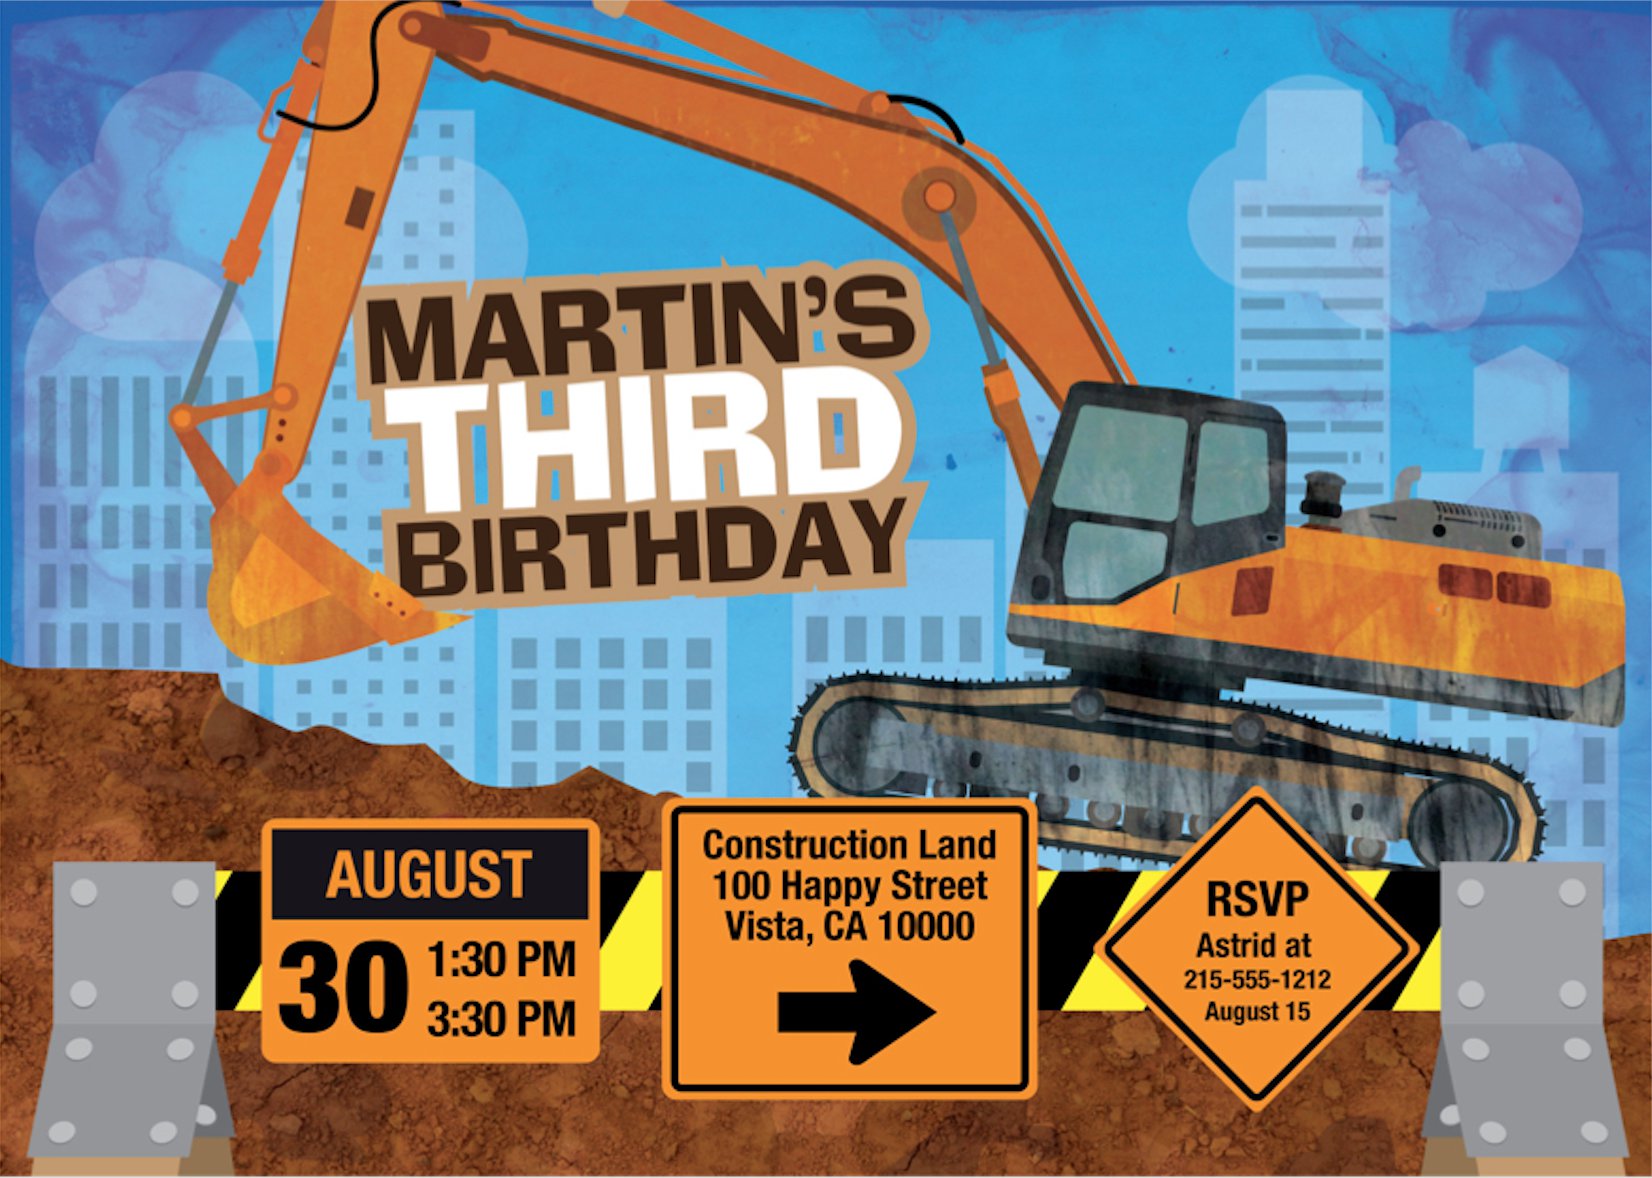 MARTIN'S
THIRD
BIRTHDAY
AUGUST
30
1:30 PM
3:30 PM
Construction Land
100 Happy Street
Vista, CA 10000
RSVP
Astrid at
215-555-1212
August 15